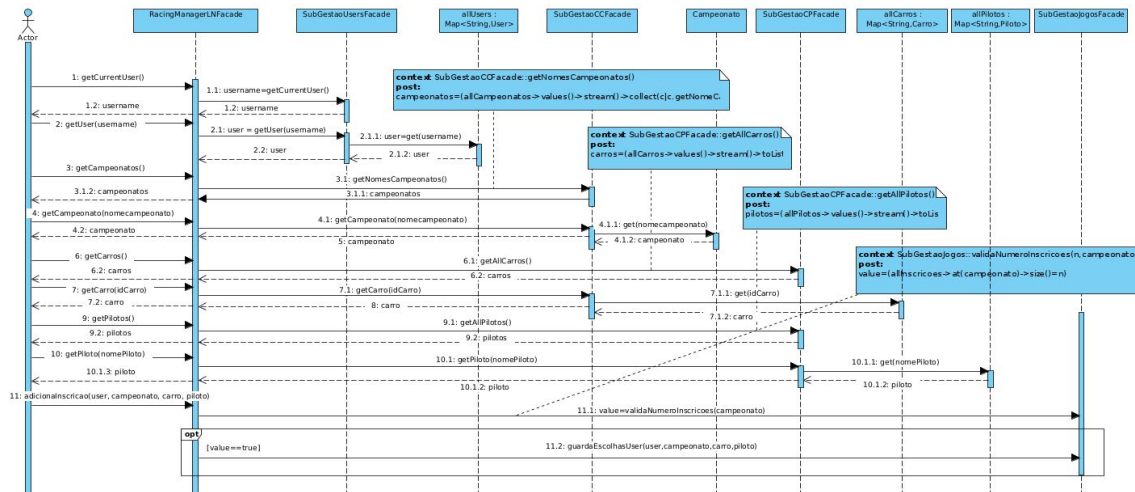 RacingManagerLNFacade
SubGestaoUsersFacade
allUsers :
Map<String,User>
SubGestaoCCFacade
Campeonato
SubGestaoCPFacade
allCarros :
Map<String,Carro>
allPilotos :
Map<String,Piloto>
SubGestaoJogosFacade
Actor
1: getCurrentUser()
1.1: username=getCurrentUser()
context SubGestaoCCFacade::getNomesCampeonatos()
post:
campeonatos=(allCampeonatos->values()->stream()->collect(c|c.getNomeC.
1.2: username
1.2: username
2: getUser(username)
2.1: user = getUser(username)
2.1.1: user=get(username)
context SubGestaoCPFacade::getAllCarros()
post:
carros=(allCarros->values()->stream()->toList
2.2: user
2.1.2: user
3: getCampeonatos()
3.1: getNomesCampeonatos()
3.1.2: campeonatos
3.1.1: campeonatos
context SubGestaoCPFacade::getAllPilotos()
post:
pilotos=(allPilotos->values()->stream()->toLis
4: getCampeonato(nomecampeonato)
4.1: getCampeonato(nomecampeonato)
4.1.1: get(nomecampeonato)
4.2: campeonato
5: campeonato
4.1.2: campeonato
context SubGestaoJogos::validaNumeroInscricoes(n,campeonato
post:
value=(allInscricoes->at(campeonato)->size()=n)
6: getCarros()
6.1: getAllCarros()
6.2: carros
6.2: carros
7: getCarro(idCarro)
7.1: getCarro(idCarro)
7.1.1: get(idCarro)
7.2: carro
8: carro
7.1.2: carro
9: getPilotos()
9.1: getAllPilotos()
9.2: pilotos
9.2: pilotos
10: getPiloto(nomePiloto)
10.1: getPiloto(nomePiloto)
10.1.1: get(nomePiloto)
10.1.3: piloto
10.1.2: piloto
10.1.2: piloto
11: adicionaInscricao(user, campeonato, carro, piloto)
11.1: value=validaNumeroInscricoes(campeonato)
opt
[value==true]
11.2: guardaEscolhasUser(user,campeonato,carro,piloto)